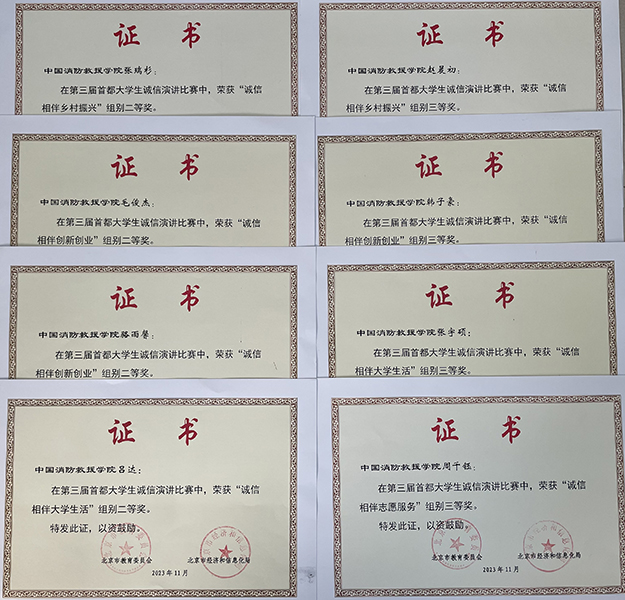 证 书
中国消防救援学院张瑞杉：
在第三届首都大学生诚信演讲比赛中，荣获“诚信
相伴乡村振兴”组别二等奖。
证 书
中国消防救援学院赵晨初：
在第三届首都大学生诚信演讲比赛中，荣获“诚信
相伴乡村振兴”组别三等奖。
证 书
中国消防救援学院毛俊杰：
在第三届首都大学生诚信演讲比赛中，荣获“诚信
相伴创新创业”组别二等奖。
证 书
中国消防救援学院韩子豪：
在第三届首都大学生诚信演讲比赛中，荣获“诚信
相伴创新创业”组别三等奖。
证 书
中国消防救援学院骆雨馨：
在第三届首都大学生诚信演讲比赛中，荣获“诚信
相伴创新创业”组别二等奖。
证 书
中国消防救援学院张宇硕：
在第三届首都大学生诚信演讲比赛中，荣获“诚信
相伴大学生活”组别三等奖。
证 书
中国消防救援学院吕达：
在第三届首都大学生诚信演讲比赛中，荣获“诚信
相伴大学生活”组别二等奖。
特发此证，以资鼓励。
北京市教育委员会 北京市经济和信息化局
2023年11月
证 书
中国消防救援学院周千钰：
在第三届首都大学生诚信演讲比赛中，荣获“诚信
相伴志愿服务”组别三等奖。
特发此证，以资鼓励。
北京市教育委员会 北京市经济和信息化局
2023年11月